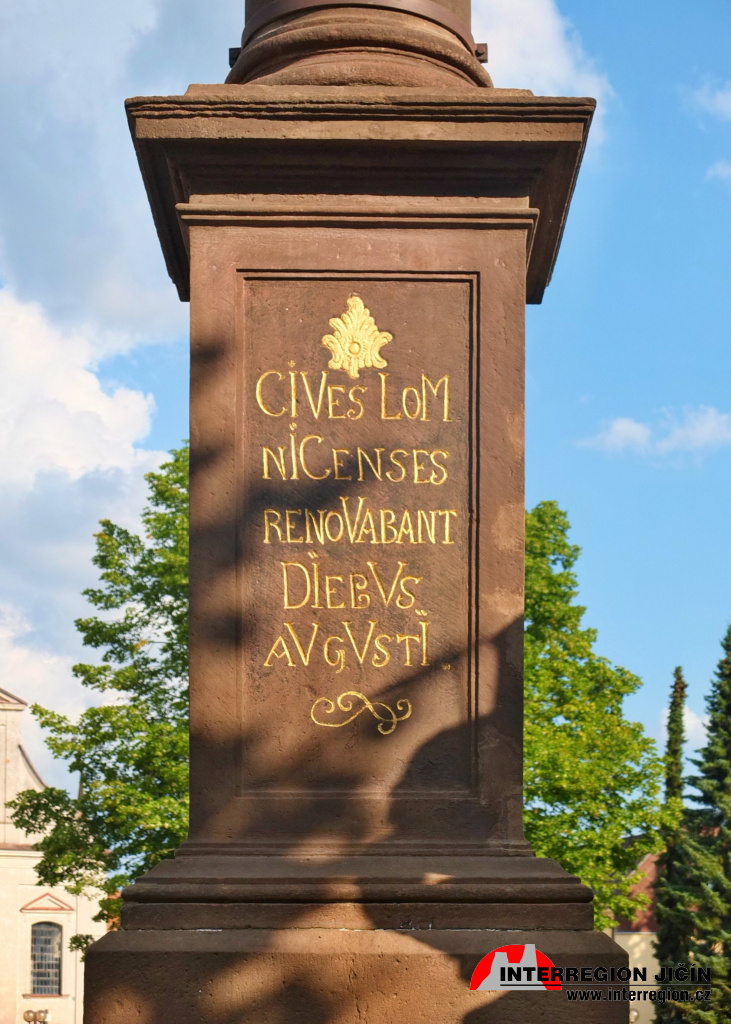 CIVES LOM
NICENSES
RENOVABANT
DIEBVS
AVGVSTI
INTERREGION JIČÍN
www.interregion.cz